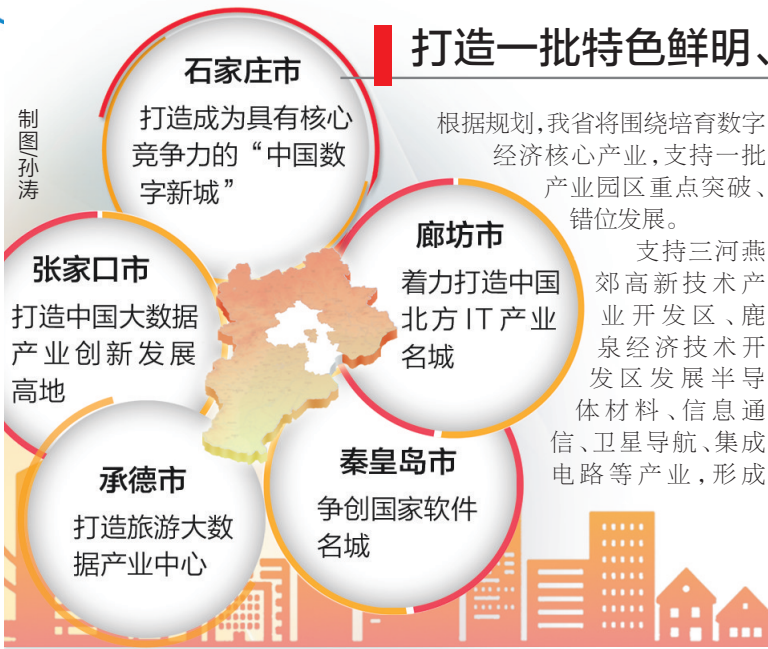 打造一批特色鲜明、
石家庄市
打造成为具有核心
竞争力的“中国数
字新城”
制图/孙涛
张家口市
打造中国大数据
产业创新发展
高地
廊坊市
着力打造中国
北方IT产业
名城
承德市
打造旅游大数
据产业中心
秦皇岛市
争创国家软件
名城
根据规划,我省将围绕培育数字
经济核心产业,支持一批
产业园区重点突破、
错位发展。
支持三河燕
郊高新技术产
业开发区、鹿
泉经济技术开
发区发展半导
体材料、信息通
信、卫星导航、集成
电路等产业,形成